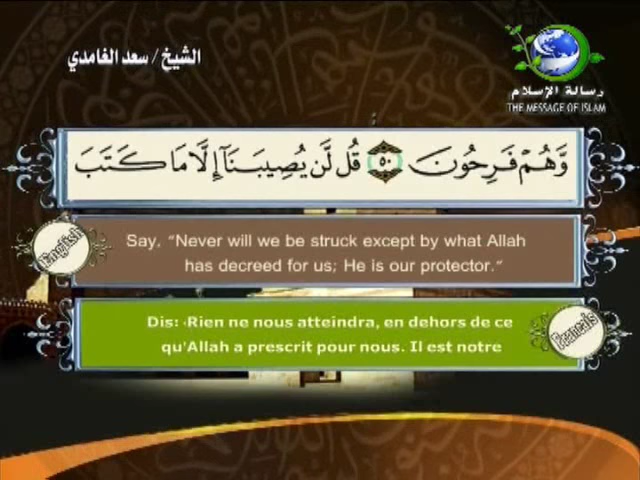 الشيخ / سعد الغامدي
رسالة الإسلام
THE MESSAGE OF ISLAM
وَّهُمْ فَرِحُونَ ٥٠ قُل لَّن يُصِيبَنَآ إِلَّا مَا كَتَبَ
English
Say, “Never will we be struck except by what Allah
has decreed for us; He is our protector.”
Dis: ‹Rien ne nous atteindra, en dehors de ce
qu'Allah a prescrit pour nous. Il est notre
Français